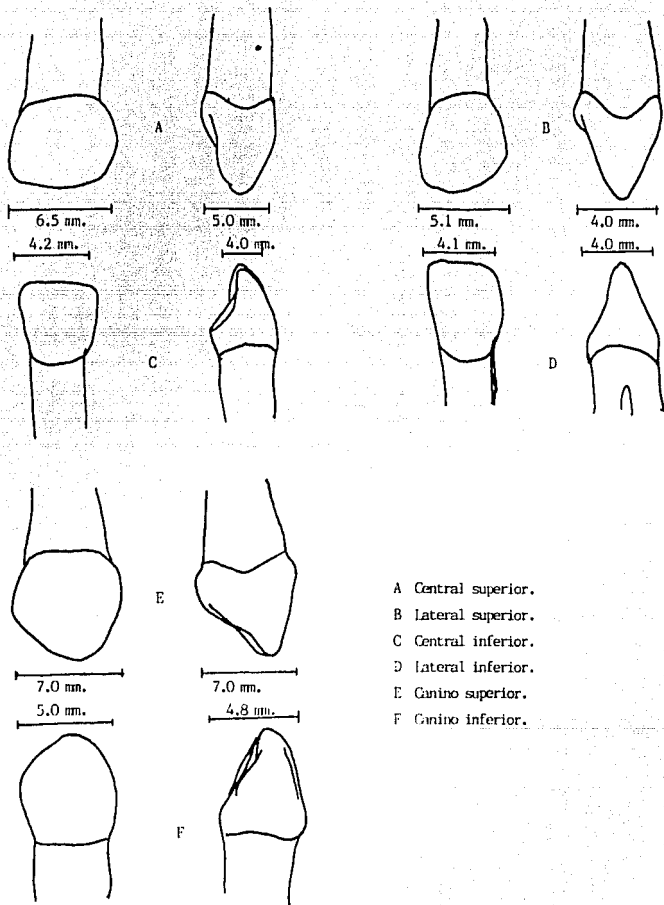 A
B
6.5 mm.
5.0 mm.
5.1 mm.
4.0 mm.
4.2 mm.
4.0 mm.
4.1 mm.
4.0 mm.
C
D
E
A Central superior.
B Lateral superior.
C Central inferior.
D Lateral inferior.
E Canino superior.
F Canino inferior.
7.0 mm.
7.0 mm.
5.0 mm.
4.8 mm.
F